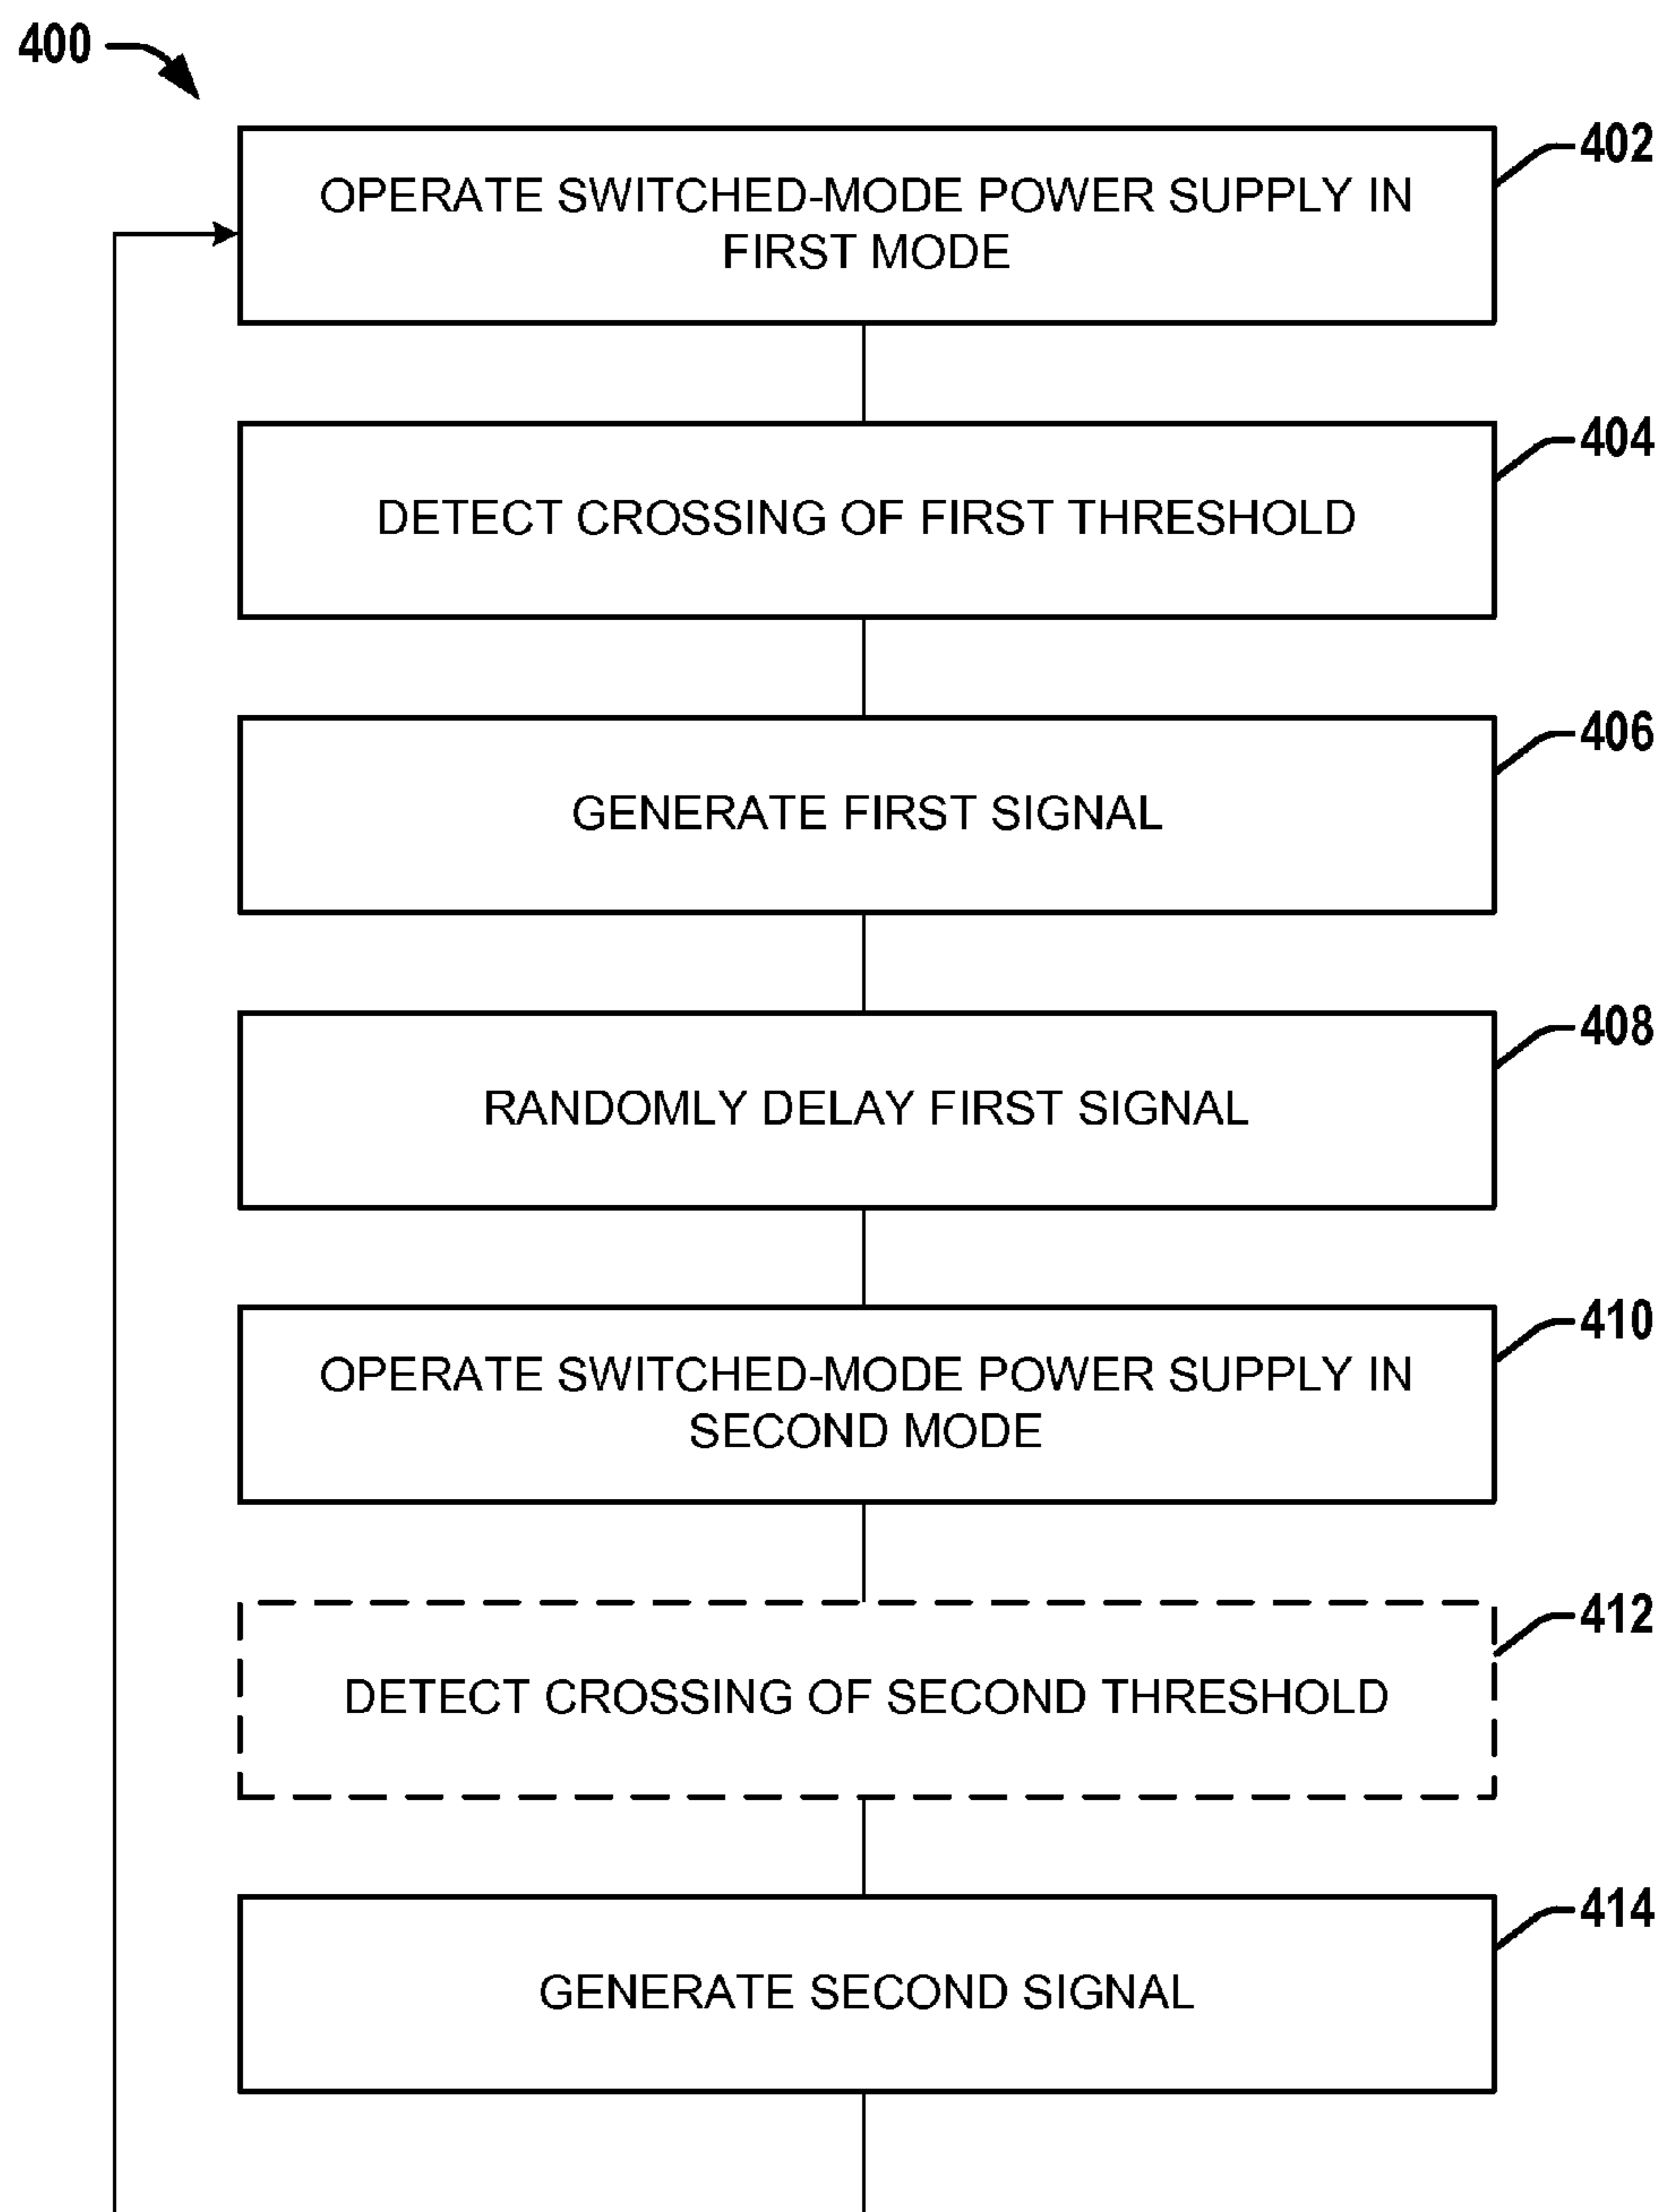 400
402
OPERATE SWITCHED-MODE POWER SUPPLY IN
FIRST MODE
404
DETECT CROSSING OF FIRST THRESHOLD
406
GENERATE FIRST SIGNAL
408
RANDOMLY DELAY FIRST SIGNAL
410
OPERATE SWITCHED-MODE POWER SUPPLY IN
SECOND MODE
412
DETECT CROSSING OF SECOND THRESHOLD
414
GENERATE SECOND SIGNAL